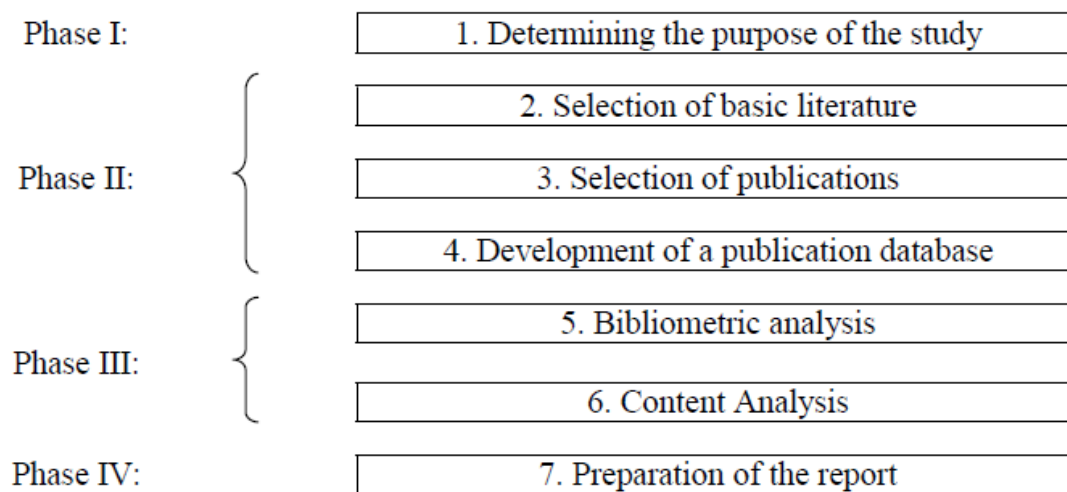 Phase I:
1. Determining the purpose of the study
2. Selection of basic literature
Phase II:
3. Selection of publications
4. Development of a publication database
5. Bibliometric analysis
Phase III:
6. Content Analysis
Phase IV:
7. Preparation of the report